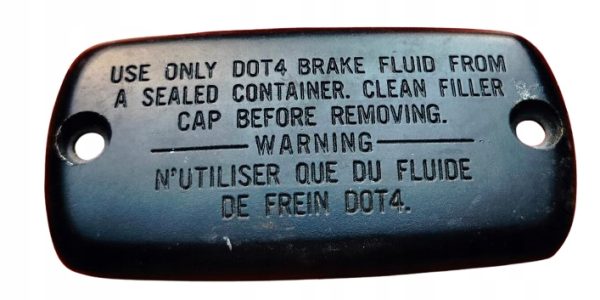 USE ONLY DOT4 BRAKE FLUID FROM
A SEALED CONTAINER. CLEAN FILLER
CAP BEFORE REMOVING.
WARNING
N'UTILISER QUE DU FLUIDE
DE FREIN DOT4.